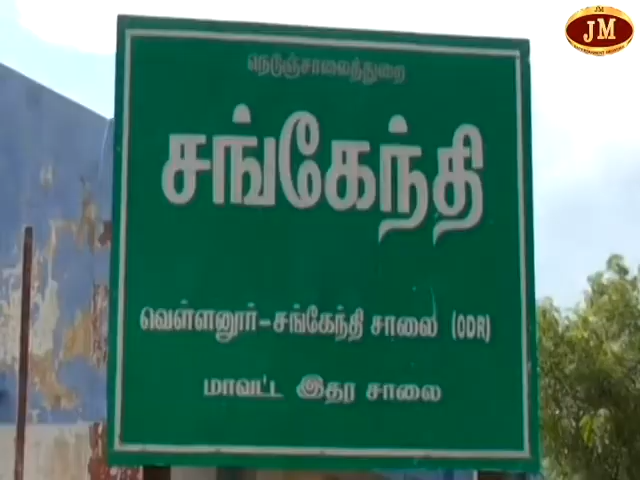 JM
நெடுஞ்சாலைத்துறை
சங்கேந்தி
வெள்ளனூர்-சங்கேந்தி சாலை (ODR)
மாவட்ட இதர சாலை